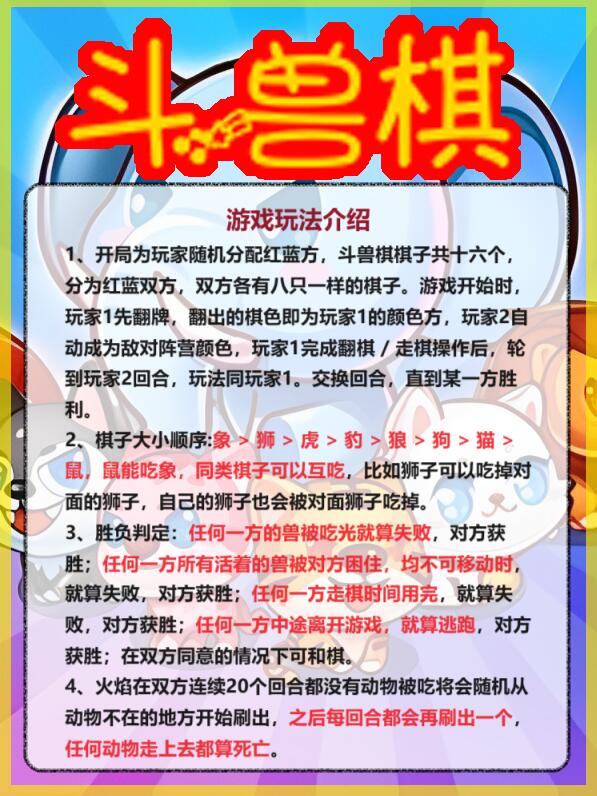 斗兽棋
游戏玩法介绍
1、开局为玩家随机分配红蓝方，斗兽棋棋子共十六个，
分为红蓝双方，双方各有八只一样的棋子。游戏开始时，
玩家1先翻牌，翻出的棋色即为玩家1的颜色方，玩家2自
动成为敌对阵营颜色，玩家1完成翻棋 / 走棋操作后，轮
到玩家2回合，玩法同玩家1。交换回合，直到某一方胜
利。
2、棋子大小顺序:象 > 狮 > 虎 > 豹 > 狼 > 狗 > 猫 >
鼠，鼠能吃象，同类棋子可以互吃，比如狮子可以吃掉对
面的狮子，自己的狮子也会被对面狮子吃掉。
3、胜负判定：任何一方的兽被吃光就算失败，对方获
胜；任何一方所有活着的兽被对方困住，均不可移动时，
就算失败，对方获胜；任何一方走棋时间用完，就算失
败，对方获胜；任何一方中途离开游戏，就算逃跑，对方
获胜；在双方同意的情况下可和棋。
4、火焰在双方连续20个回合都没有动物被吃将会随机从
动物不在的地方开始刷出，之后每回合都会再刷出一个，
任何动物走上去都算死亡。